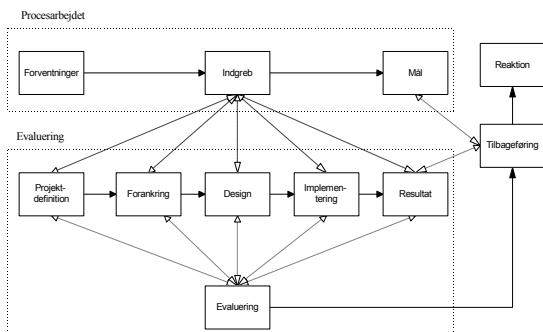 Procesarbejdet
Forventninger
Indgreb
Mål
Reaktion
Tilbageføring
Evaluering
Projekt-
definition
Forankring
Design
Implemen-
tering
Resultat
Evaluering